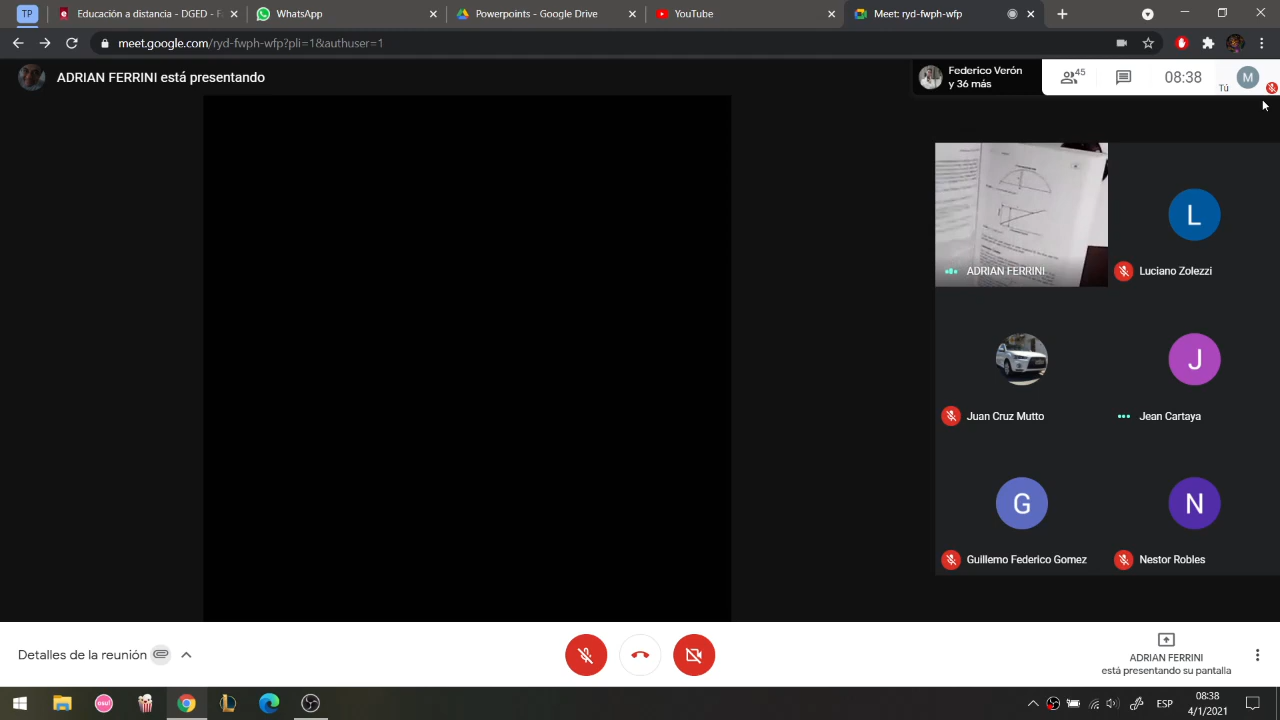 TP
Educación a distancia - DGED - F
WhatsApp
Powerpoints - Google Drive
YouTube
Meet: ryd-fwph-wfp
meet.google.com/ryd-fwph-wfp?pli=1&authuser=1
ADRIAN FERRINI está presentando
Federico Verón
y 36 más
45
08:38
Tú
M
ADRIAN FERRINI
L
Luciano Zolezzi
Juan Cruz Mutto
J
Jean Cartaya
G
Guillemo Federico Gomez
N
Nestor Robles
Detalles de la reunión
ADRIAN FERRINI
está presentando su pantalla
osu!
L
ESP
08:38
4/1/2021